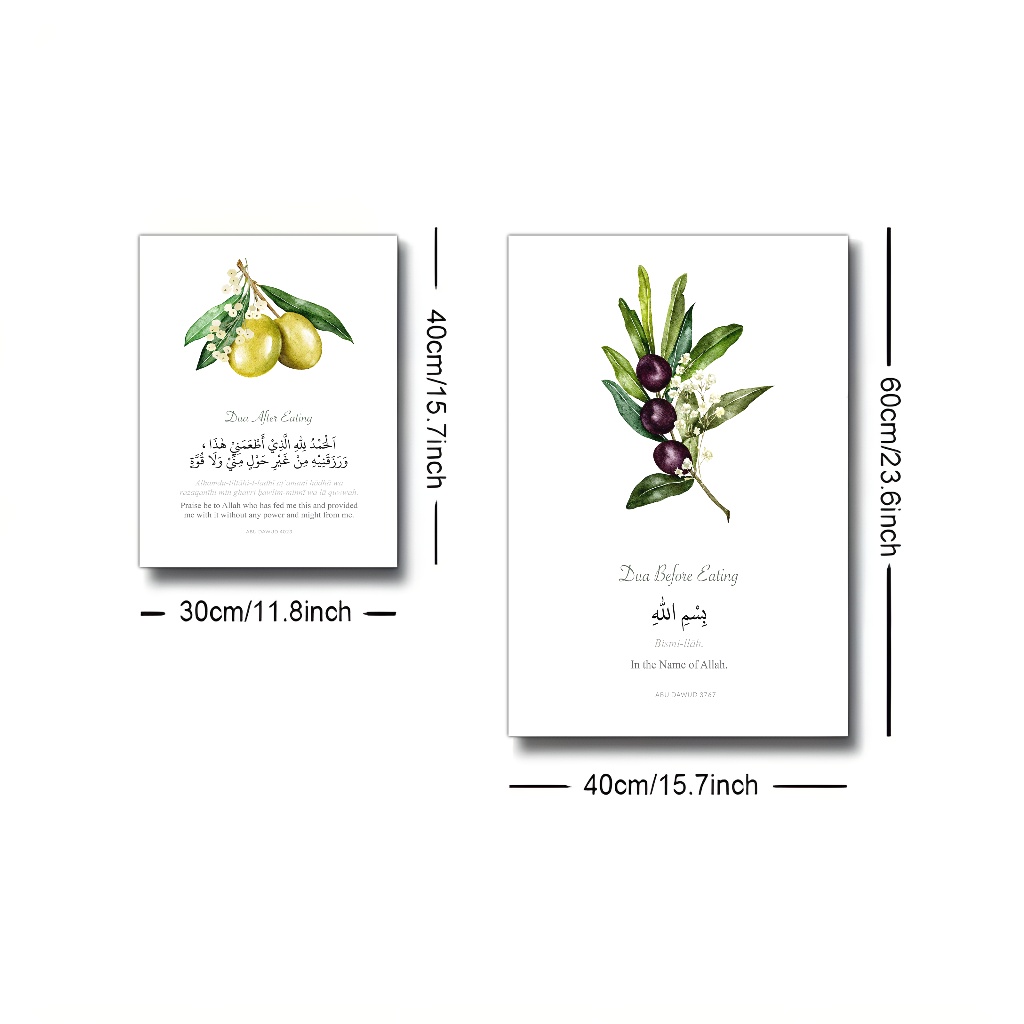 Dua After Eating
اَلْحَمْدُ لِلّٰهِ الَّذِيْ أَطْعَمَنِيْ هٰذَا ،
وَرَزَقَنِيْهِ مِنْ غَيْرِ حَوْلٍ مِنِّيْ وَلَا قُوَّةٍ
Praise be to Allah who has fed me this and provided
me with it without any power and might from me.
40cm/15.7inch
30cm/11.8inch
Dua Before Eating
بِسْمِ اللّٰهِ
Bismi-llāh.
In the Name of Allah.
ABU DAWUD 3767
60cm/23.6inch
40cm/15.7inch